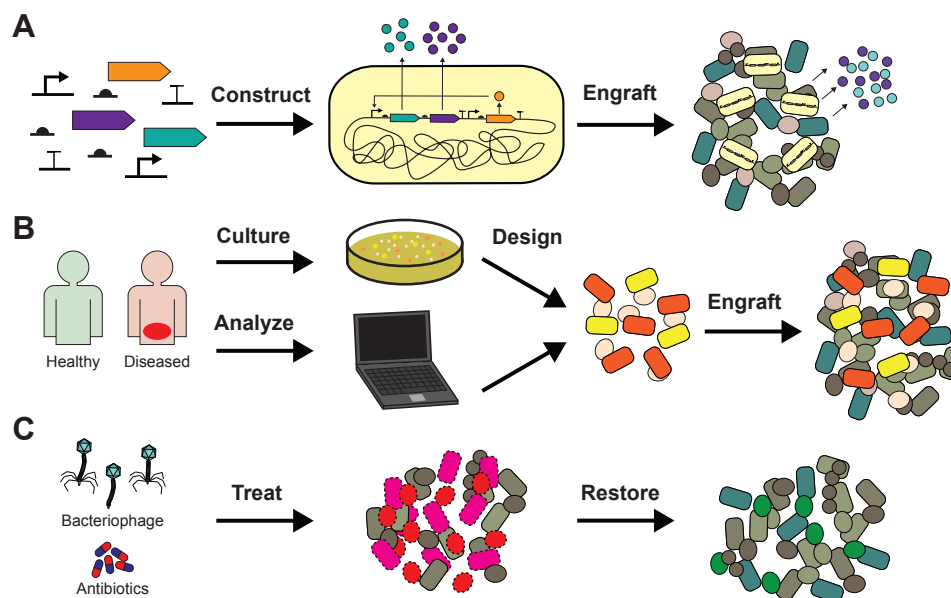 A
Construct
Engraft
B
Culture
Design
Analyze
Engraft
Healthy
Diseased
C
Treat
Restore
Bacteriophage
Antibiotics